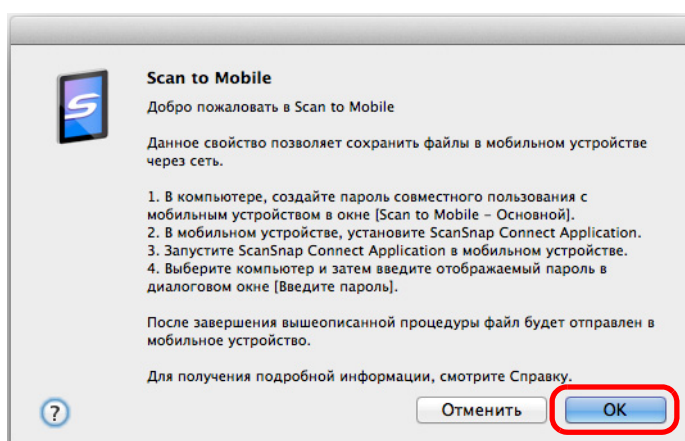 Scan to Mobile
Добро пожаловать в Scan to Mobile
Данное свойство позволяет сохранить файлы в мобильном устройстве
через сеть.
1. В компьютере, создайте пароль совместного пользования с
мобильным устройством в окне [Scan to Mobile – Основной].
2. В мобильном устройстве, установите ScanSnap Connect Application.
3. Запустите ScanSnap Connect Application в мобильном устройстве.
4. Выберите компьютер и затем введите отображаемый пароль в
диалоговом окне [Введите пароль].
После завершения вышеописанной процедуры файл будет отправлен в
мобильное устройство.
Для получения подробной информации, смотрите Справку.
? Отменить OK